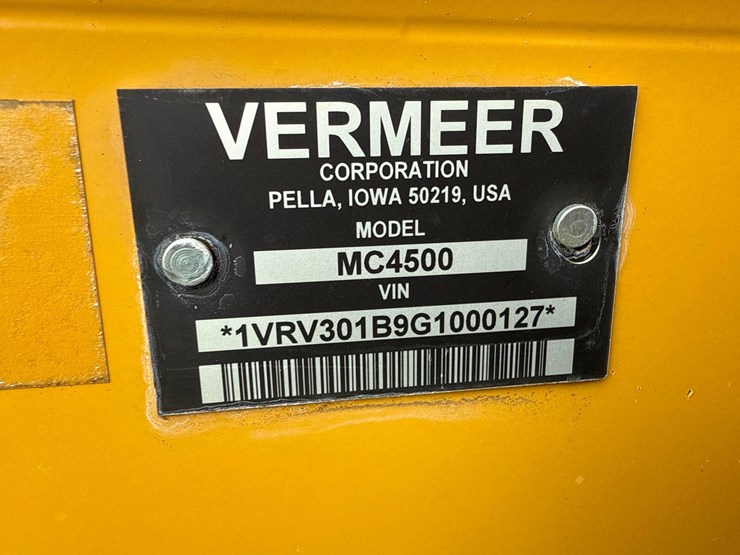 VERMEER
CORPORATION
PELLA, IOWA 50219, USA
MODEL
MC4500
VIN
*1VRV301B9G1000127*